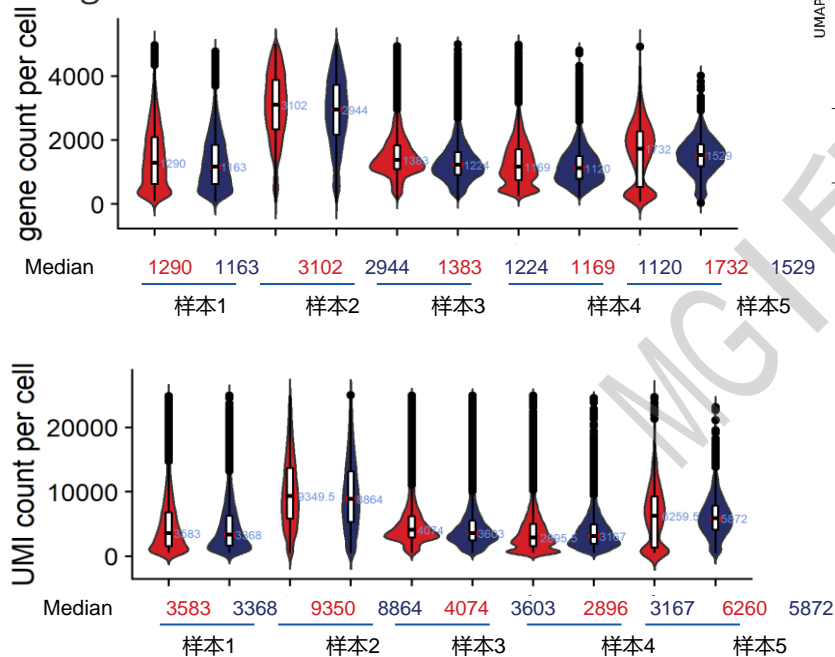 g
UMAP
gene count per cell
4000
2000
0
1290 1163 3102 2944 1383 1224 1169 1120 1732 1529
Median 1290 1163 3102 2944 1383 1224 1169 1120 1732 1529
样本1 样本2 样本3 样本4 样本5
UMI count per cell
20000
10000
0
3583 3368 9349.5 8864 4074 3603 2895.5 3167 6259.5 5872
Median 3583 3368 9350 8864 4074 3603 2896 3167 6260 5872
样本1 样本2 样本3 样本4 样本5
MGI